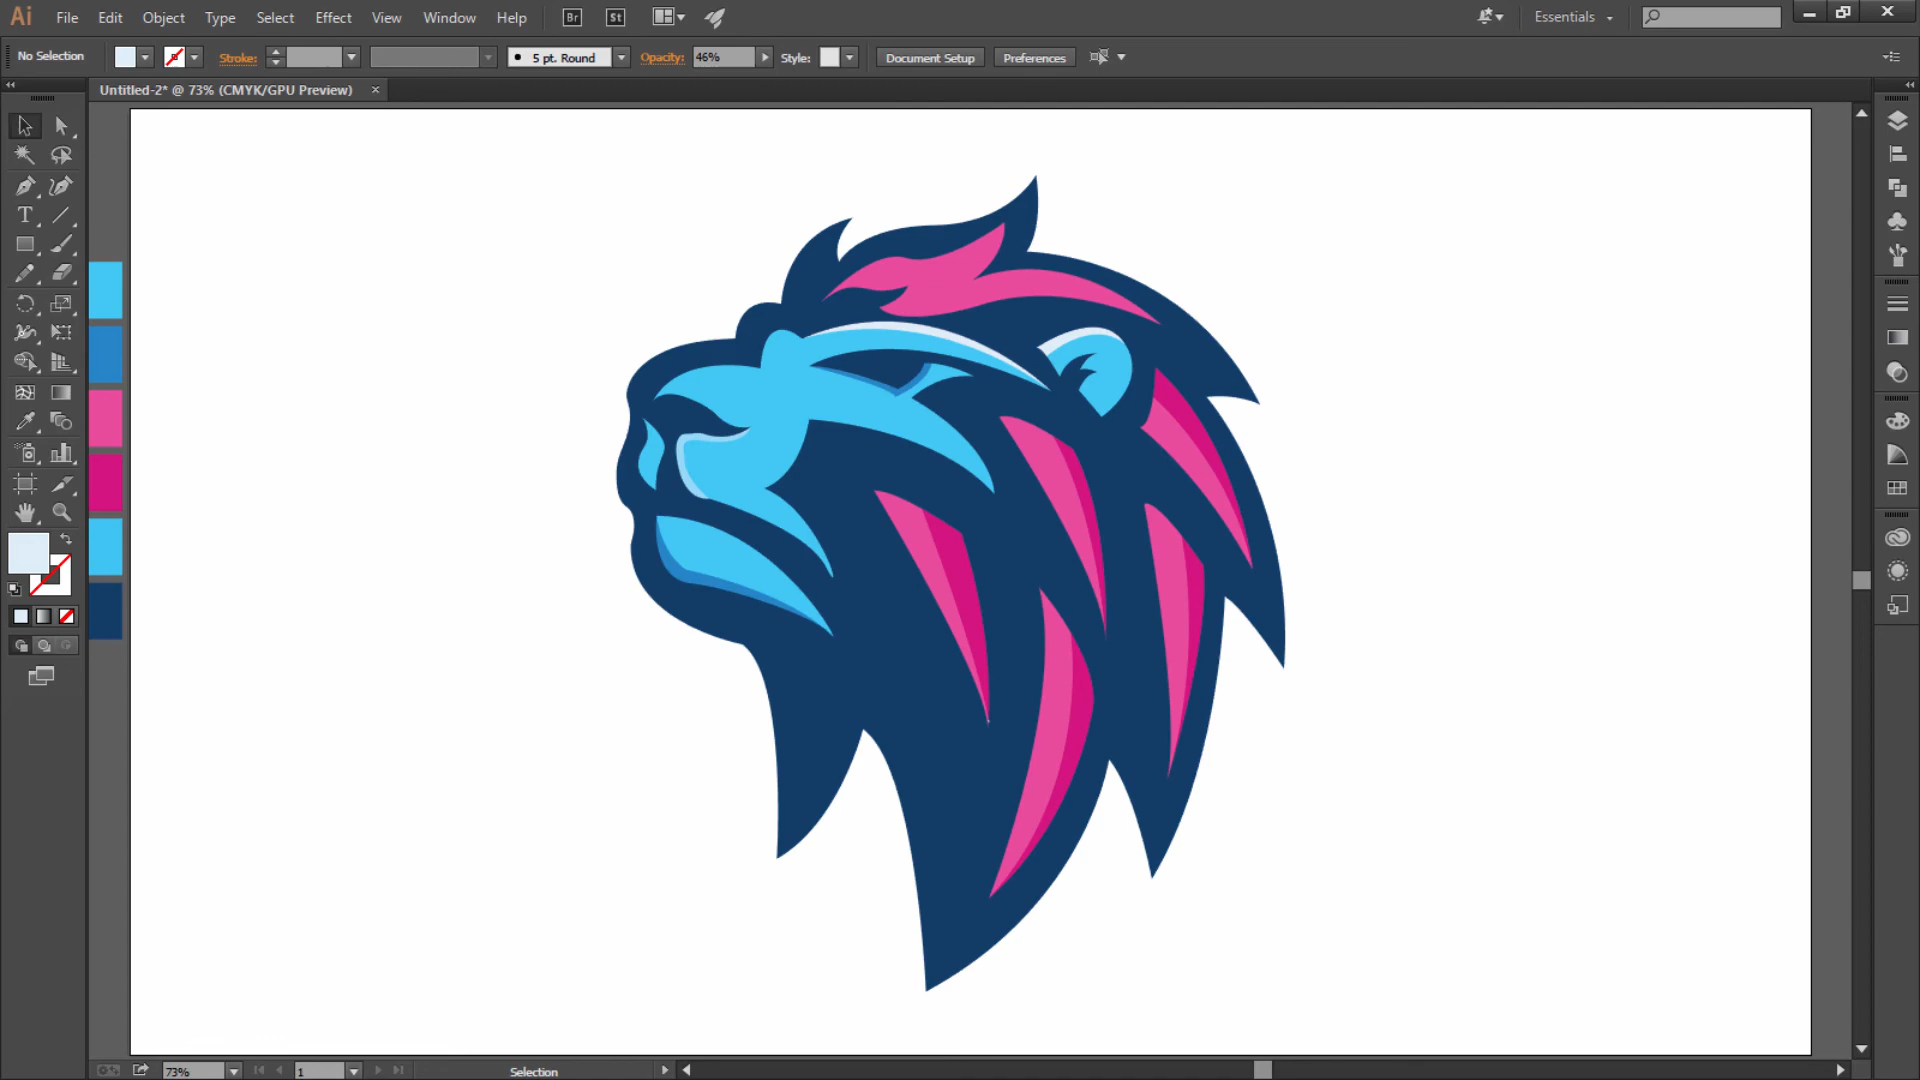 Ai File Edit Object Type Select Effect View Window Help Br St Essentials
No Selection Stroke: 5 pt. Round Opacity: 46% Style: Document Setup Preferences
Untitled-2* @ 73% (CMYK/GPU Preview) ×
T
73% 1 Selection